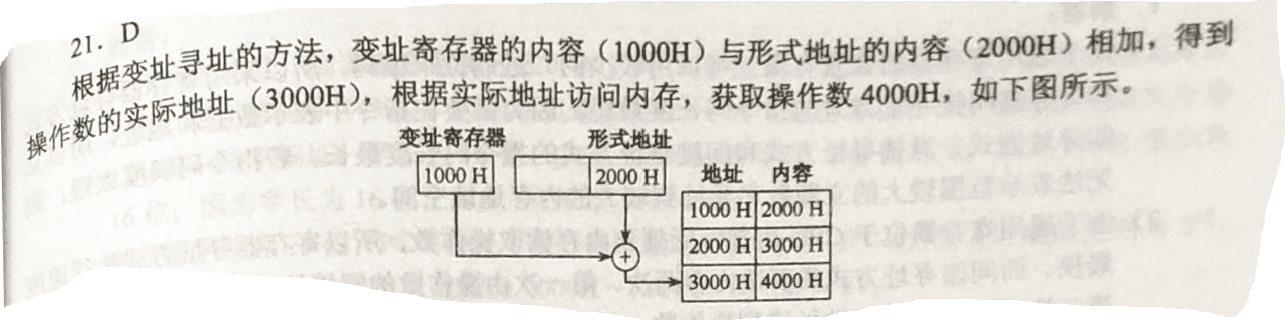 21. D
根据变址寻址的方法，变址寄存器的内容（1000H）与形式地址的内容（2000H）相加，得到
操作数的实际地址（3000H），根据实际地址访问内存，获取操作数 4000H，如下图所示。
变址寄存器 形式地址
1000 H 2000 H 地址 内容
1000 H 2000 H
2000 H 3000 H
+
3000 H 4000 H